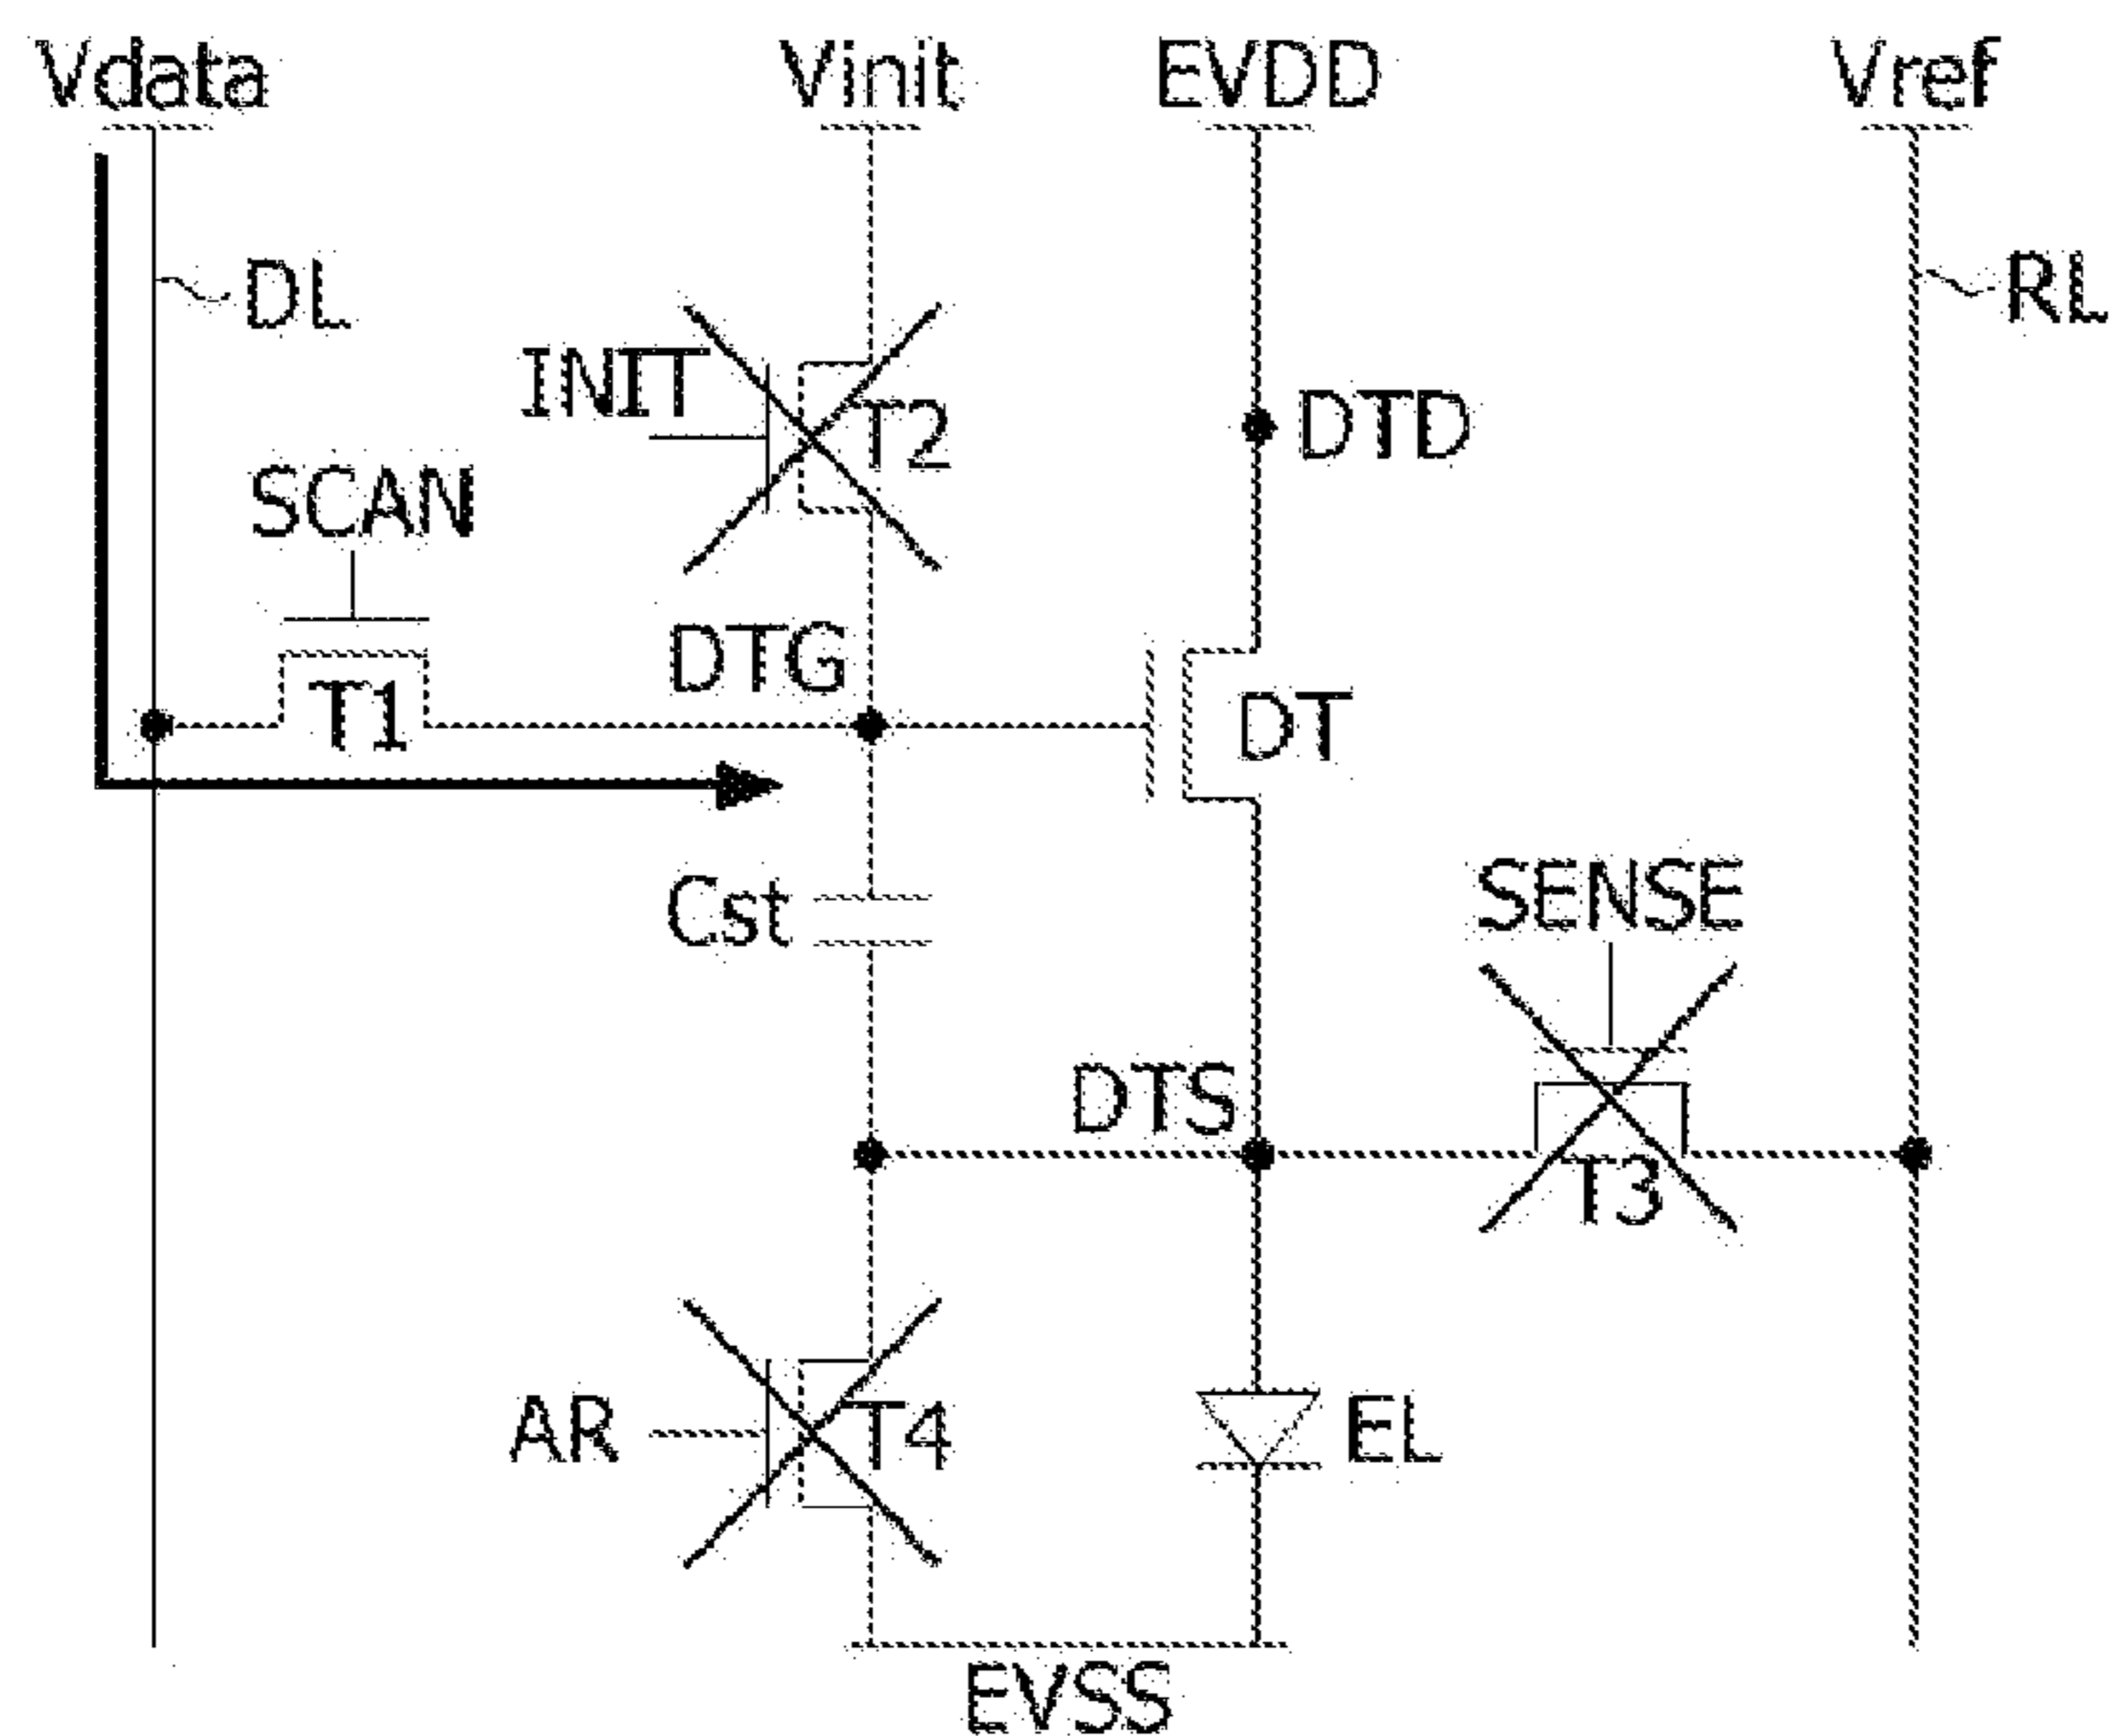 Vdata Vinit EVDD Vref
DL
RL
INIT
T2
DTD
SCAN
DTG
T1
DT
Cst
SENSE
DTS
T3
AR
T4
EL
EVSS